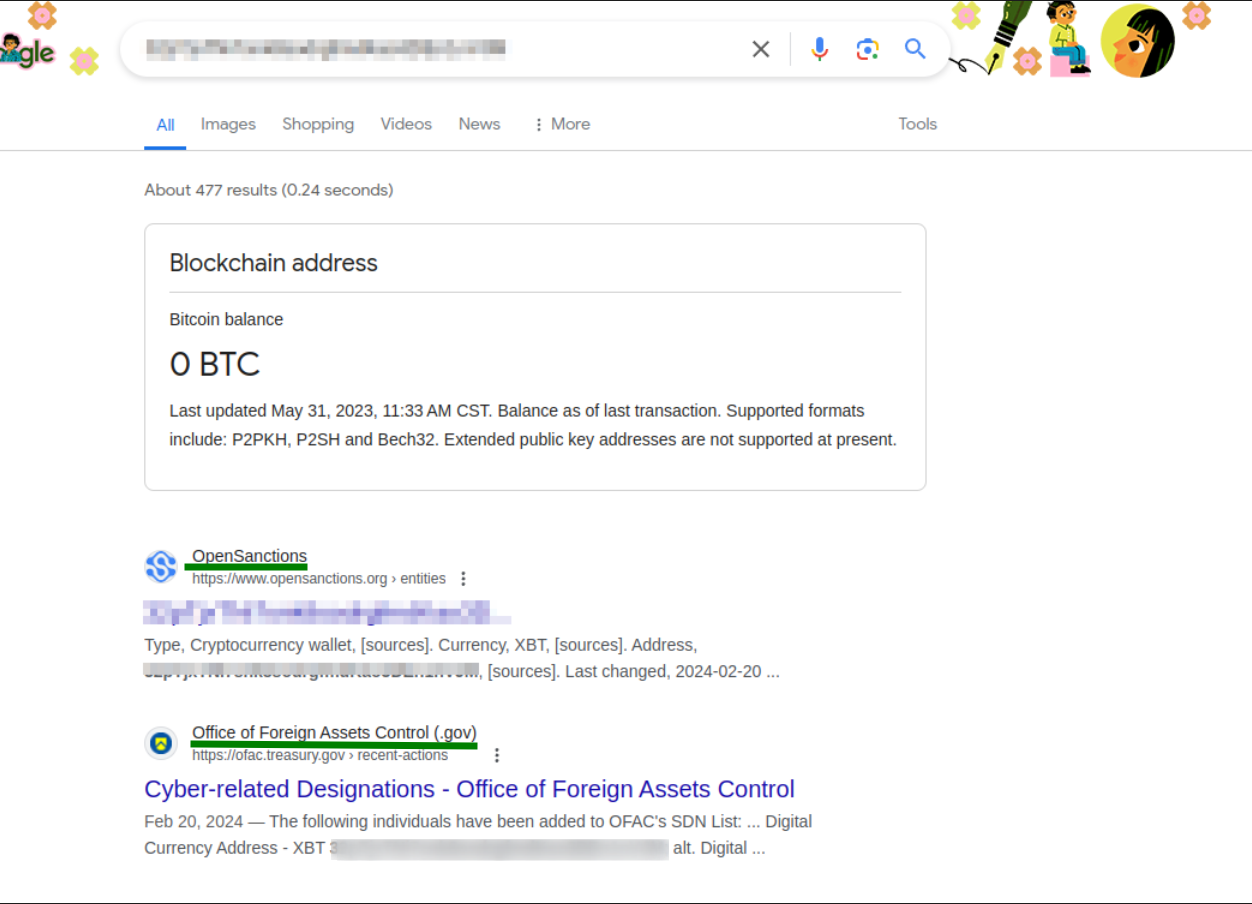 gle
All Images Shopping Videos News More Tools
About 477 results (0.24 seconds)
Blockchain address
Bitcoin balance
0 BTC
Last updated May 31, 2023, 11:33 AM CST. Balance as of last transaction. Supported formats
include: P2PKH, P2SH and Bech32. Extended public key addresses are not supported at present.
OpenSanctions
https://www.opensanctions.org › entities
Type, Cryptocurrency wallet, [sources]. Currency, XBT, [sources]. Address,
, [sources]. Last changed, 2024-02-20 ...
Office of Foreign Assets Control (.gov)
https://ofac.treasury.gov › recent-actions
Cyber-related Designations - Office of Foreign Assets Control
Feb 20, 2024 — The following individuals have been added to OFAC's SDN List: ... Digital
Currency Address - XBT alt. Digital ...